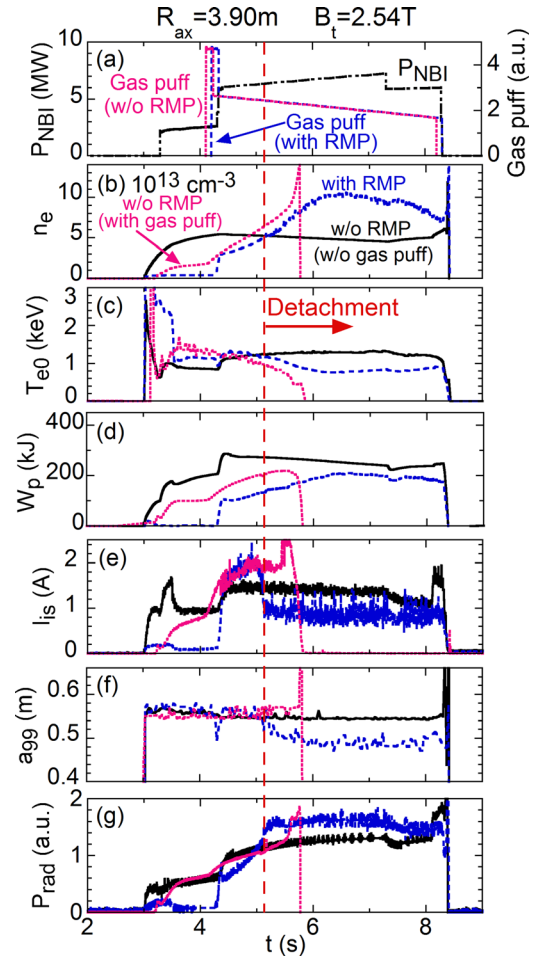 R_ax=3.90m B_t=2.54T
(a)
P_NBI (MW)
10
5
0
Gas puff
(w/o RMP)
Gas puff
(with RMP)
P_NBI
4
2
0
Gas puff (a.u.)
(b) 10^13 cm^-3
n_e
10
5
0
w/o RMP
(with gas puff)
with RMP
w/o RMP
(w/o gas puff)
(c)
T_e0 (keV)
3
2
1
0
Detachment
(d)
W_p (kJ)
400
200
0
(e)
I_is (A)
2
1
0
(f)
a_99 (m)
0.6
0.5
0.4
(g)
P_rad (a.u.)
2
1
0
2 4 6 8
t (s)